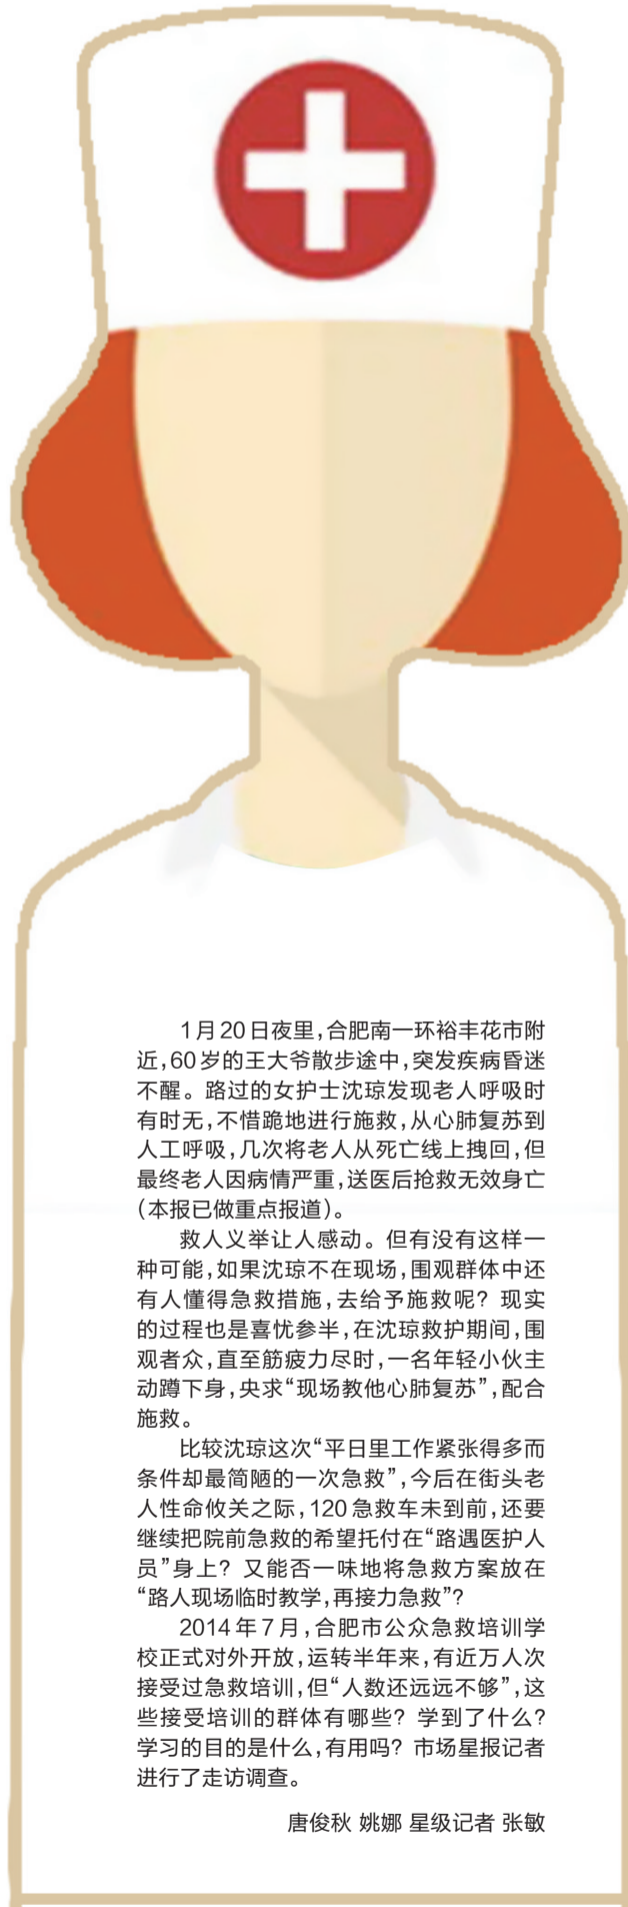 1月20日夜里，合肥南一环裕丰花市附
近，60岁的王大爷散步途中，突发疾病昏迷
不醒。路过的女护士沈琼发现老人呼吸时
有时无，不惜跪地进行施救，从心肺复苏到
人工呼吸，几次将老人从死亡线上拽回，但
最终老人因病情严重，送医后抢救无效身亡
（本报已做重点报道）。
救人义举让人感动。但有没有这样一
种可能，如果沈琼不在现场，围观群体中还
有人懂得急救措施，去给予施救呢？现实
的过程也是喜忧参半，在沈琼救护期间，围
观者众，直至筋疲力尽时，一名年轻小伙主
动蹲下身，央求“现场教他心肺复苏”，配合
施救。
比较沈琼这次“平日里工作紧张得多而
条件却最简陋的一次急救”，今后在街头老
人性命攸关之际，120急救车未到前，还要
继续把院前急救的希望托付在“路遇医护人
员”身上？又能否一味地将急救方案放在
“路人现场临时教学，再接力急救”？
2014年7月，合肥市公众急救培训学
校正式对外开放，运转半年来，有近万人次
接受过急救培训，但“人数还远远不够”，这
些接受培训的群体有哪些？学到了什么？
学习的目的是什么，有用吗？市场星报记者
进行了走访调查。
唐俊秋 姚娜 星级记者 张敏